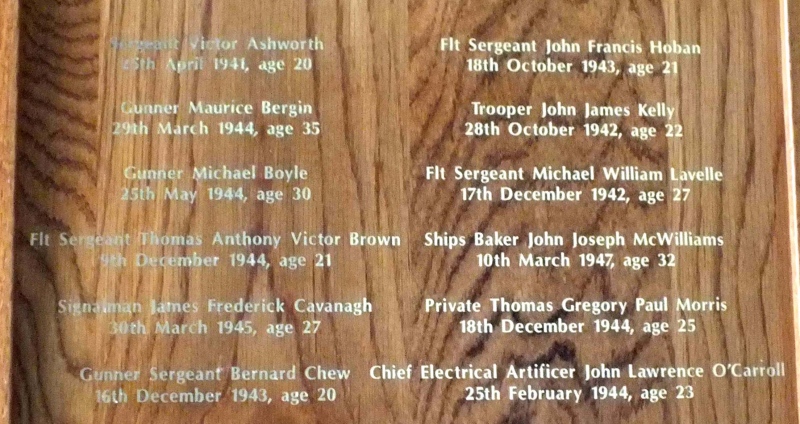 Sergeant Victor Ashworth
25th April 1941, age 20
Gunner Maurice Bergin
29th March 1944, age 35
Gunner Michael Boyle
25th May 1944, age 30
Flt Sergeant Thomas Anthony Victor Brown
9th December 1944, age 21
Signalman James Frederick Cavanagh
30th March 1945, age 27
Gunner Sergeant Bernard Chew
16th December 1943, age 20
Flt Sergeant John Francis Hoban
18th October 1943, age 21
Trooper John James Kelly
28th October 1942, age 22
Flt Sergeant Michael William Lavelle
17th December 1942, age 27
Ships Baker John Joseph McWilliams
10th March 1947, age 32
Private Thomas Gregory Paul Morris
18th December 1944, age 25
Chief Electrical Artificer John Lawrence O'Carroll
25th February 1944, age 23